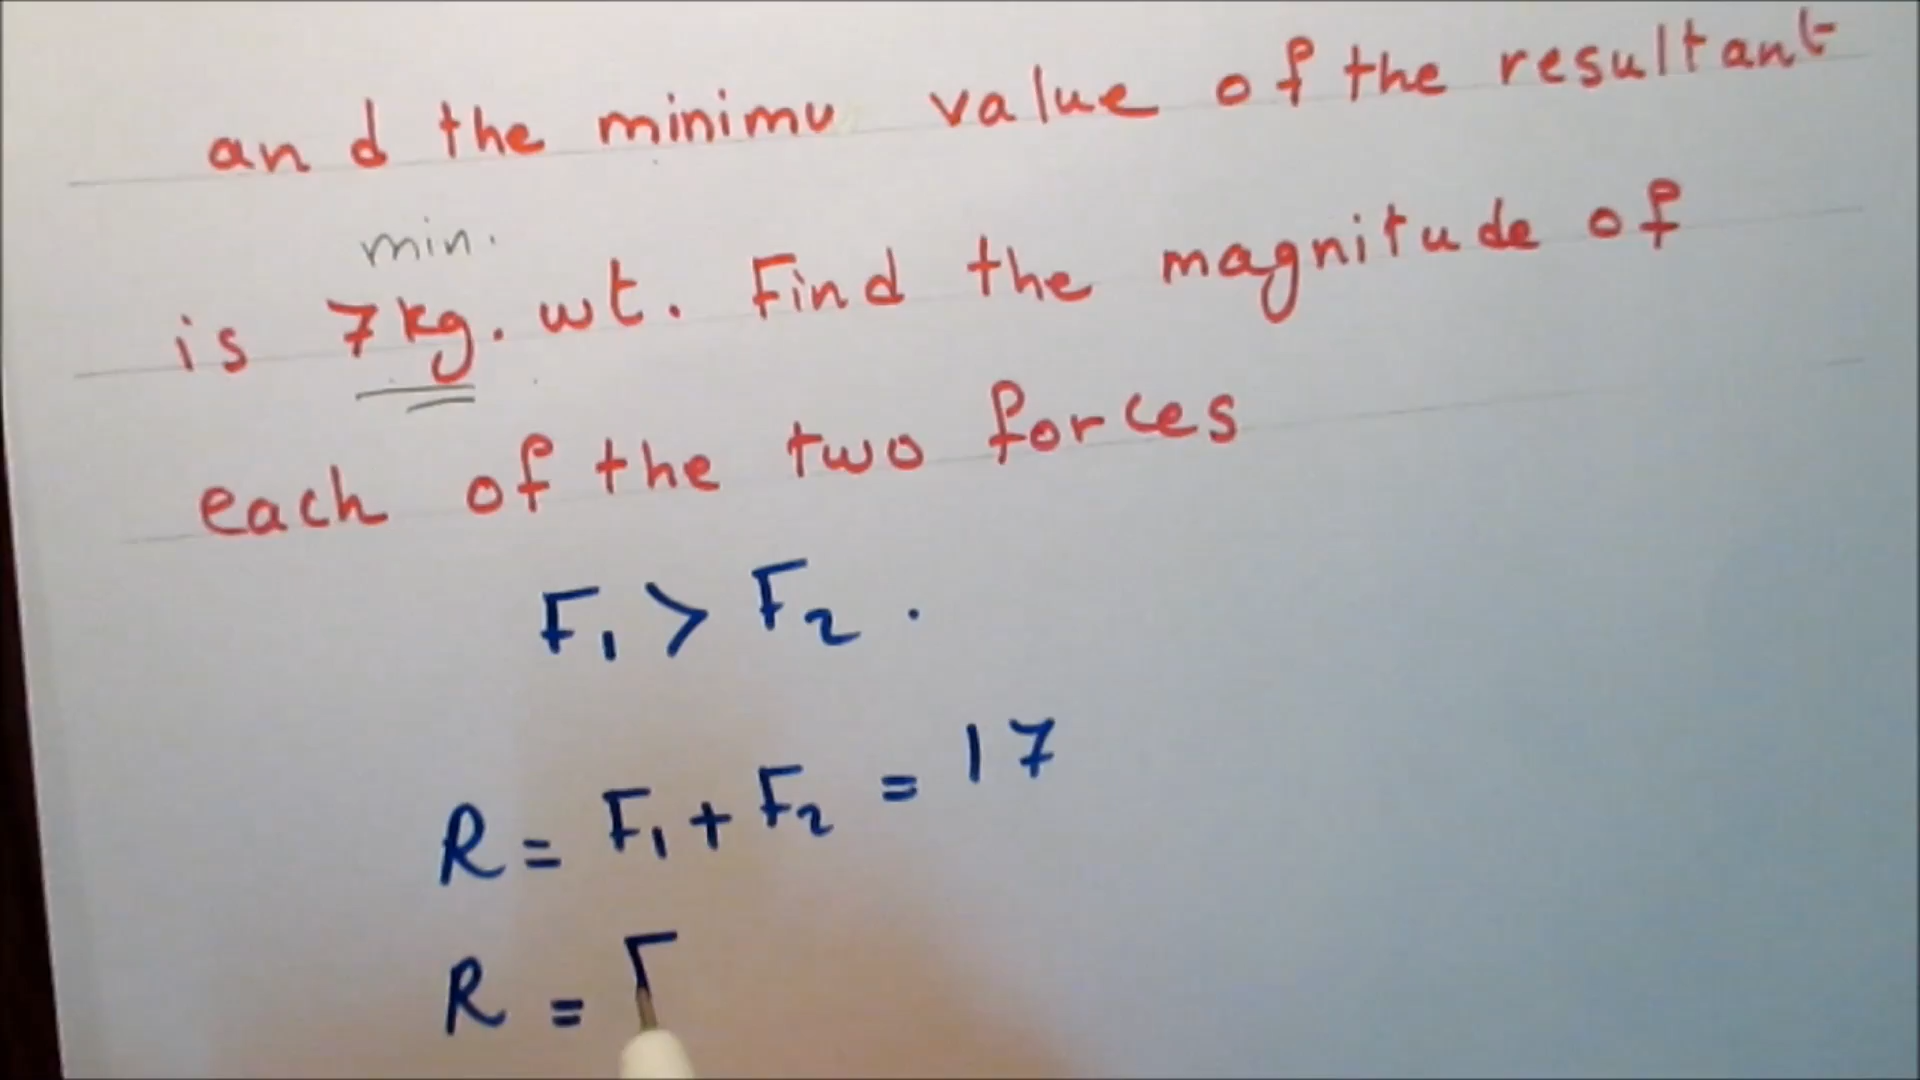 and the minimu value of the resultant
min.
is 7kg. wt. Find the magnitude of
each of the two forces
F₁ > F₂ .
R = F₁ + F₂ = 17
R = F